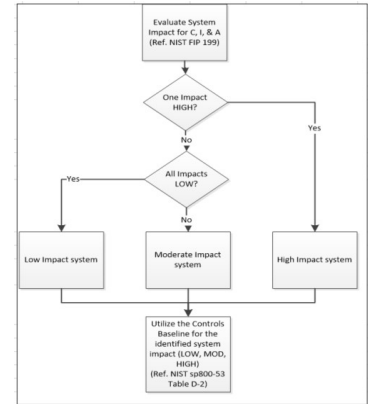 Evaluate System
Impact for C, I, & A
(Ref. NIST FIP 199)
One Impact
HIGH?
Yes
No
All Impacts
LOW?
Yes
No
Low Impact system
Moderate Impact
system
High Impact system
Utilize the Controls
Baseline for the
identified system
impact (LOW, MOD,
HIGH)
(Ref. NIST sp800-53
Table D-2)